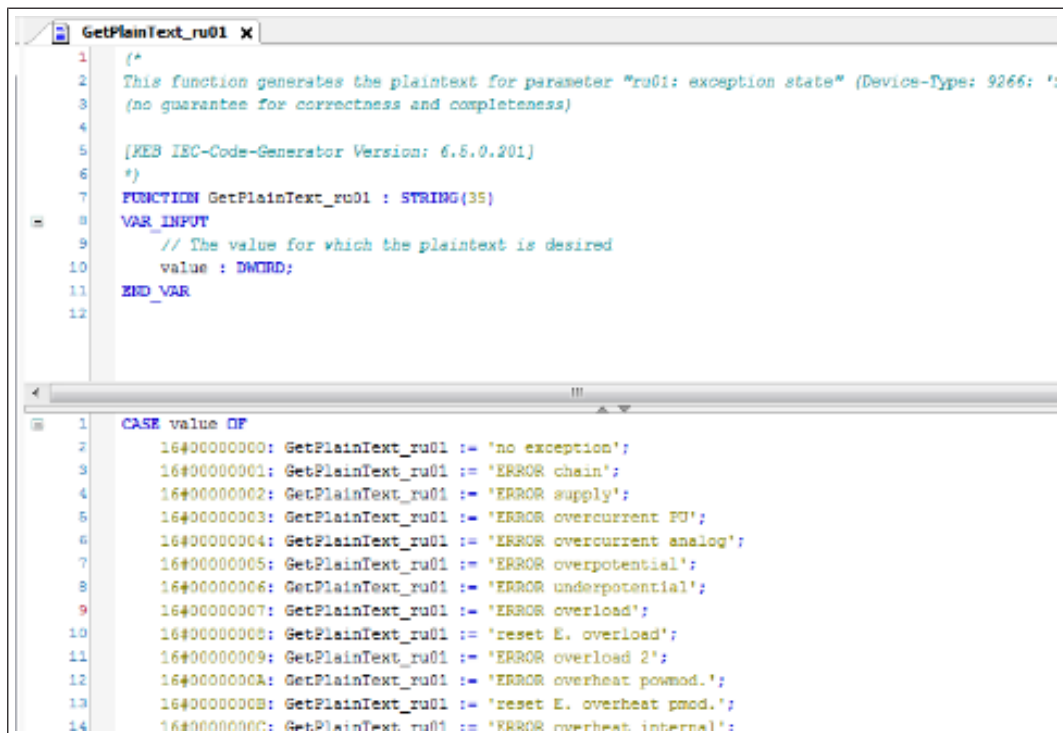 GetPlainText_ru01 x
1 (*
2 This function generates the plaintext for parameter "ru01: exception state" (Device-Type: 9266:
3 (no guarantee for correctness and completeness)
4
5 [KEB IEC-Code-Generator Version: 6.5.0.201]
6 *)
7 FUNCTION GetPlainText_ru01 : STRING(35)
8 VAR_INPUT
9 // The value for which the plaintext is desired
10 value : DWORD;
11 END_VAR
12
1 CASE value OF
2 16#00000000: GetPlainText_ru01 := 'no exception';
3 16#00000001: GetPlainText_ru01 := 'ERROR chain';
4 16#00000002: GetPlainText_ru01 := 'ERROR supply';
5 16#00000003: GetPlainText_ru01 := 'ERROR overcurrent PU';
6 16#00000004: GetPlainText_ru01 := 'ERROR overcurrent analog';
7 16#00000005: GetPlainText_ru01 := 'ERROR overpotential';
8 16#00000006: GetPlainText_ru01 := 'ERROR underpotential';
9 16#00000007: GetPlainText_ru01 := 'ERROR overload';
10 16#00000008: GetPlainText_ru01 := 'reset E. overload';
11 16#00000009: GetPlainText_ru01 := 'ERROR overload 2';
12 16#0000000A: GetPlainText_ru01 := 'ERROR overheat powmod.';
13 16#0000000B: GetPlainText_ru01 := 'reset E. overheat pmod.';
14 16#0000000C: GetPlainText_ru01 := 'ERROR overheat internal';